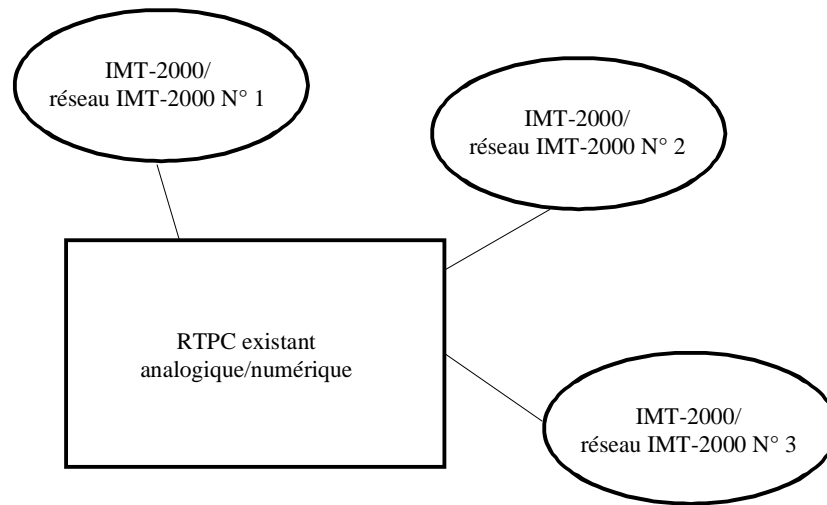 IMT-2000/
réseau IMT-2000 N° 1
IMT-2000/
réseau IMT-2000 N° 2
RTPC existant
analogique/numérique
IMT-2000/
réseau IMT-2000 N° 3